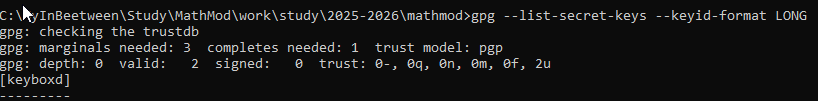 C:\yInBeetween\Study\MathMod\work\study\2025-2026\mathmod>gpg --list-secret-keys --keyid-format LONG
gpg: checking the trustdb
gpg: marginals needed: 3  completes needed: 1  trust model: pgp
gpg: depth: 0  valid:   2  signed:   0  trust: 0-, 0q, 0n, 0m, 0f, 2u
[keyboxd]
---------